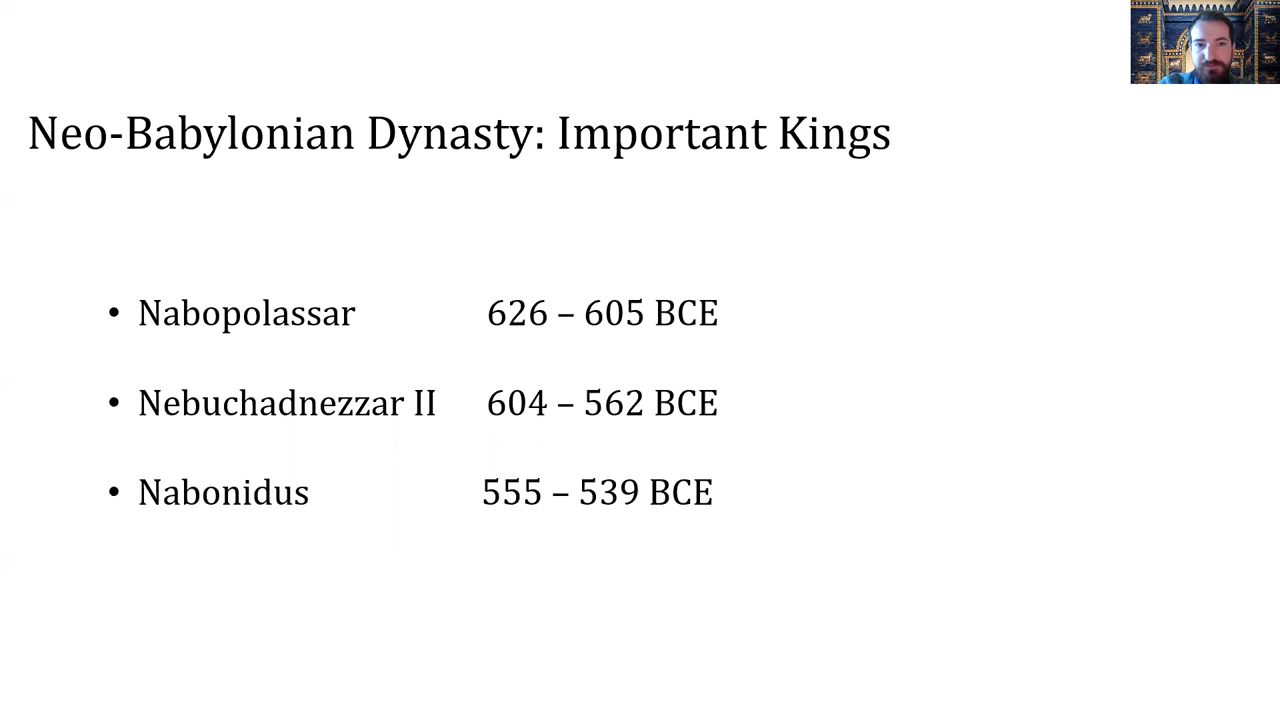 Neo-Babylonian Dynasty: Important Kings
• Nabopolassar 626 – 605 BCE
• Nebuchadnezzar II 604 – 562 BCE
• Nabonidus 555 – 539 BCE